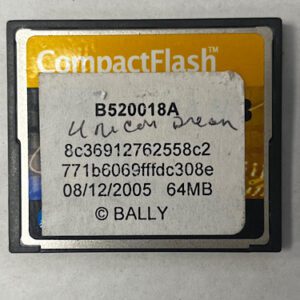 CompactFlash
B520018A
Unicorn Dream
8c36912762558c2
771b6069fffdc308e
08/12/2005 64MB
© BALLY